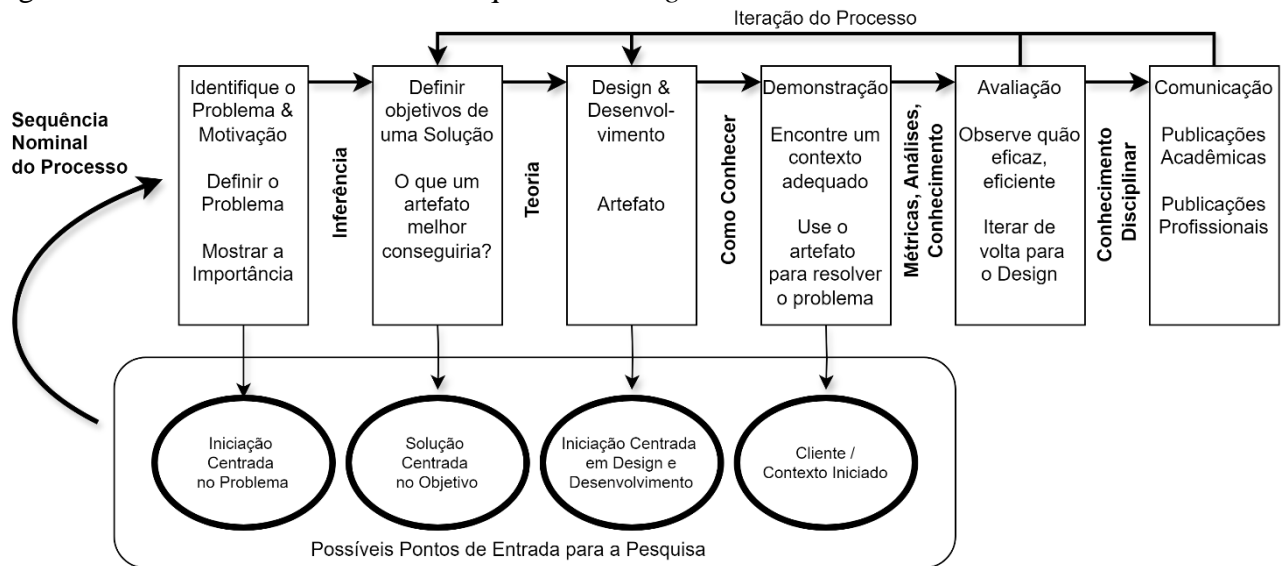 Iteração do Processo
Sequência
Nominal
do Processo
Identifique o
Problema &
Motivação
Definir o
Problema
Mostrar a
Importância
Inferência
Definir
objetivos de
uma Solução
O que um
artefato
melhor
conseguiria?
Teoria
Design &
Desenvol-
vimento
Artefato
Como Conhecer
Demonstração
Encontre um
contexto
adequado
Use o
artefato
para resolver
o problema
Métricas, Análises,
Conhecimento
Avaliação
Observe quão
eficaz,
eficiente
Iterar de
volta para
o Design
Conhecimento
Disciplinar
Comunicação
Publicações
Acadêmicas
Publicações
Profissionais
Iniciação
Centrada
no Problema
Solução
Centrada
no Objetivo
Iniciação Centrada
em Design e
Desenvolvimento
Cliente /
Contexto Iniciado
Possíveis Pontos de Entrada para a Pesquisa